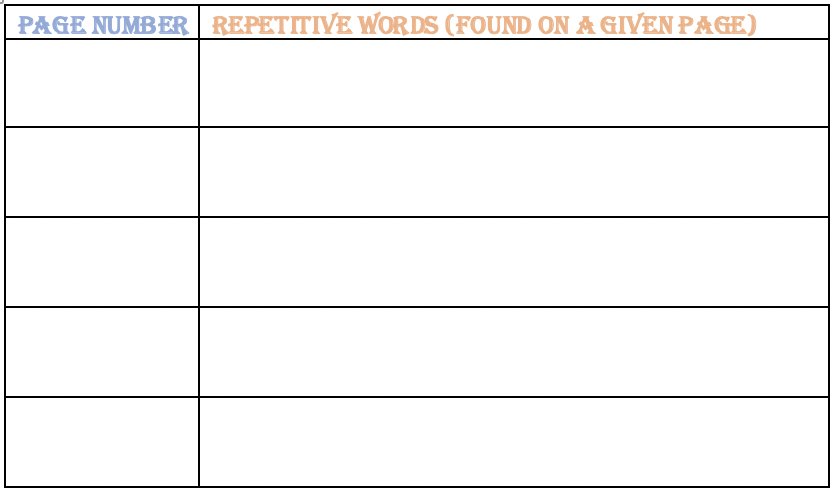 PAGE NUMBER
REPETITIVE WORDS (FOUND ON A GIVEN PAGE)